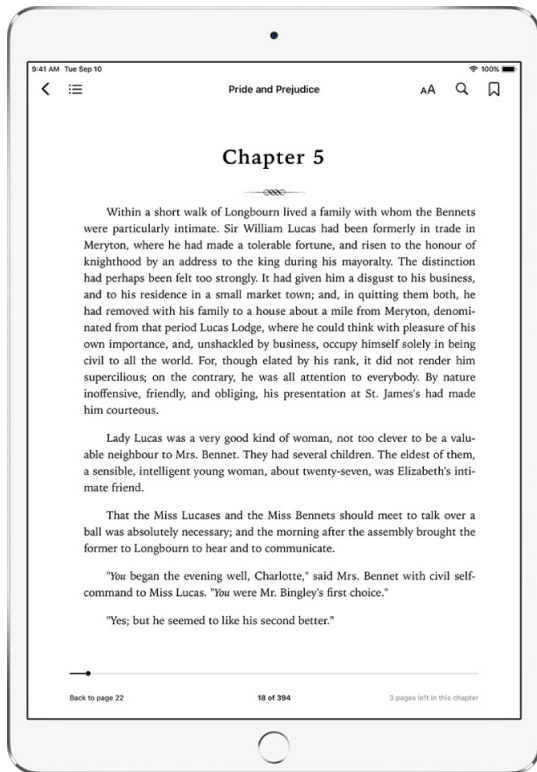 9:41 AM Tue Sep 10
100%
Pride and Prejudice
AA
Chapter 5
Within a short walk of Longbourn lived a family with whom the Bennets
were particularly intimate. Sir William Lucas had been formerly in trade in
Meryton, where he had made a tolerable fortune, and risen to the honour of
knighthood by an address to the king during his mayoralty. The distinction
had perhaps been felt too strongly. It had given him a disgust to his business,
and to his residence in a small market town; and, in quitting them both, he
had removed with his family to a house about a mile from Meryton, denomi-
nated from that period Lucas Lodge, where he could think with pleasure of his
own importance, and, unshackled by business, occupy himself solely in being
civil to all the world. For, though elated by his rank, it did not render him
supercilious; on the contrary, he was all attention to everybody. By nature
inoffensive, friendly, and obliging, his presentation at St. James's had made
him courteous.
Lady Lucas was a very good kind of woman, not too clever to be a valu-
able neighbour to Mrs. Bennet. They had several children. The eldest of them,
a sensible, intelligent young woman, about twenty-seven, was Elizabeth's inti-
mate friend.
That the Miss Lucases and the Miss Bennets should meet to talk over a
ball was absolutely necessary; and the morning after the assembly brought the
former to Longbourn to hear and to communicate.
"You began the evening well, Charlotte," said Mrs. Bennet with civil self-
command to Miss Lucas. "You were Mr. Bingley's first choice."
"Yes; but he seemed to like his second better."
Back to page 22
18 of 394
3 pages left in this chapter